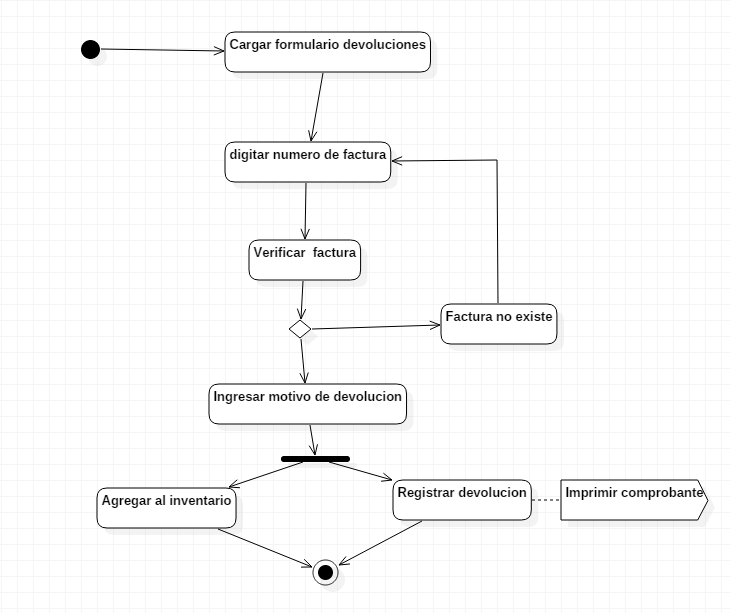 Cargar formulario devoluciones
digitar numero de factura
Verificar  factura
Factura no existe
Ingresar motivo de devolucion
Agregar al inventario
Registrar devolucion
Imprimir comprobante